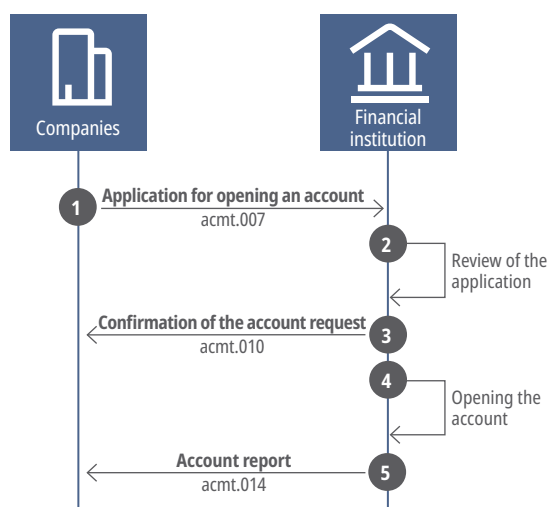 Companies
Financial
institution
1
Application for opening an account
acmt.007
2
Review of the
application
Confirmation of the account request
acmt.010
3
4
Opening the
account
Account report
acmt.014
5